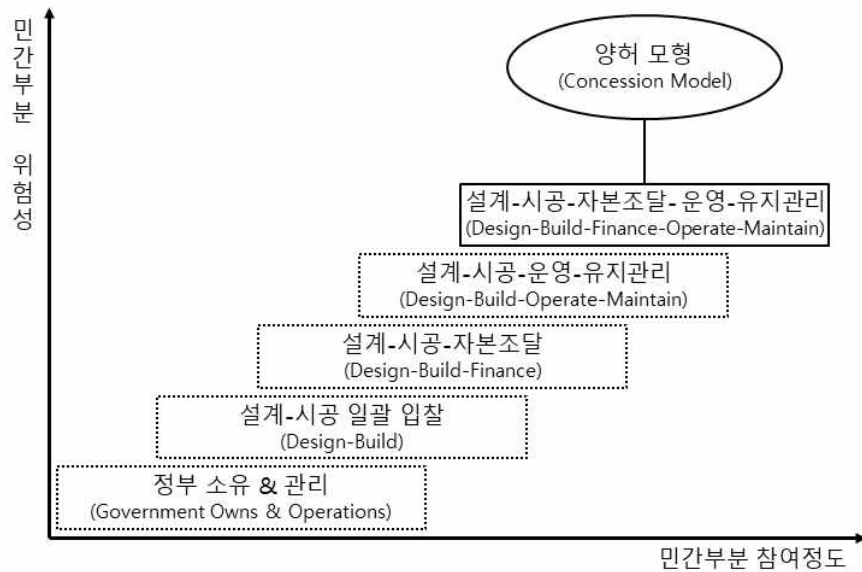 민간부분 위험성
양허 모형
(Concession Model)
설계-시공-자본조달- 운영-유지관리
(Design-Build-Finance-Operate-Maintain)
설계-시공-운영-유지관리
(Design-Build-Operate-Maintain)
설계-시공-자본조달
(Design-Build-Finance)
설계-시공 일괄 입찰
(Design-Build)
정부 소유 & 관리
(Government Owns & Operations)
민간부분 참여정도